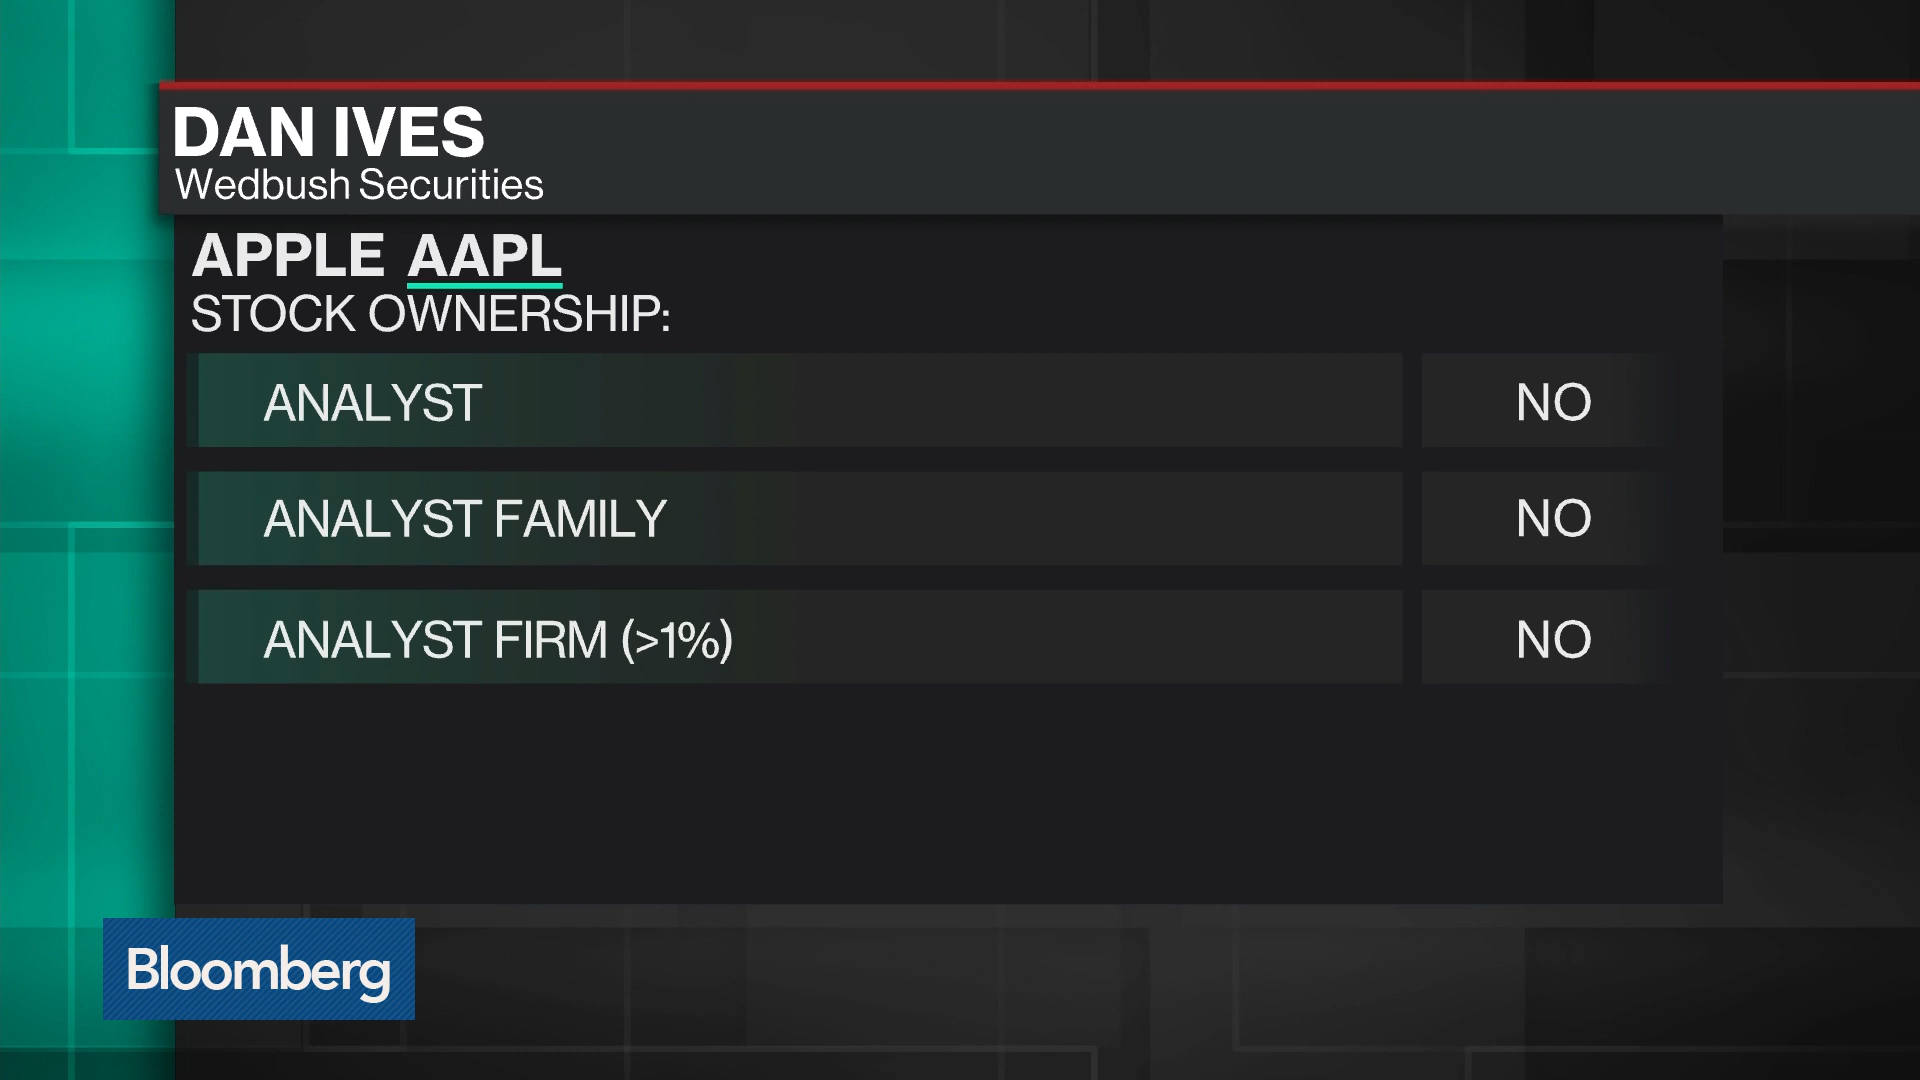 DAN IVES
Wedbush Securities
APPLE AAPL
STOCK OWNERSHIP:
ANALYST NO
ANALYST FAMILY NO
ANALYST FIRM (>1%) NO
Bloomberg